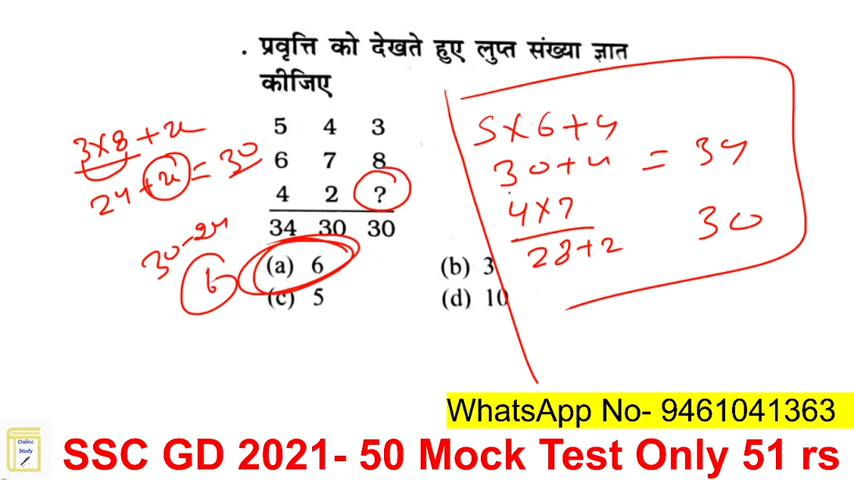 . प्रवृत्ति को देखते हुए लुप्त संख्या ज्ञात
कीजिए
5 4 3
6 7 8
4 2 ?
34 30 30
(a) 6 (b) 3
(c) 5 (d) 10
3×8+x
24+x=30
30-24
6
5×6+4
30+4 = 34
4×7
28+2 30
WhatsApp No- 9461041363
Online
Study
SSC GD 2021- 50 Mock Test Only 51 rs